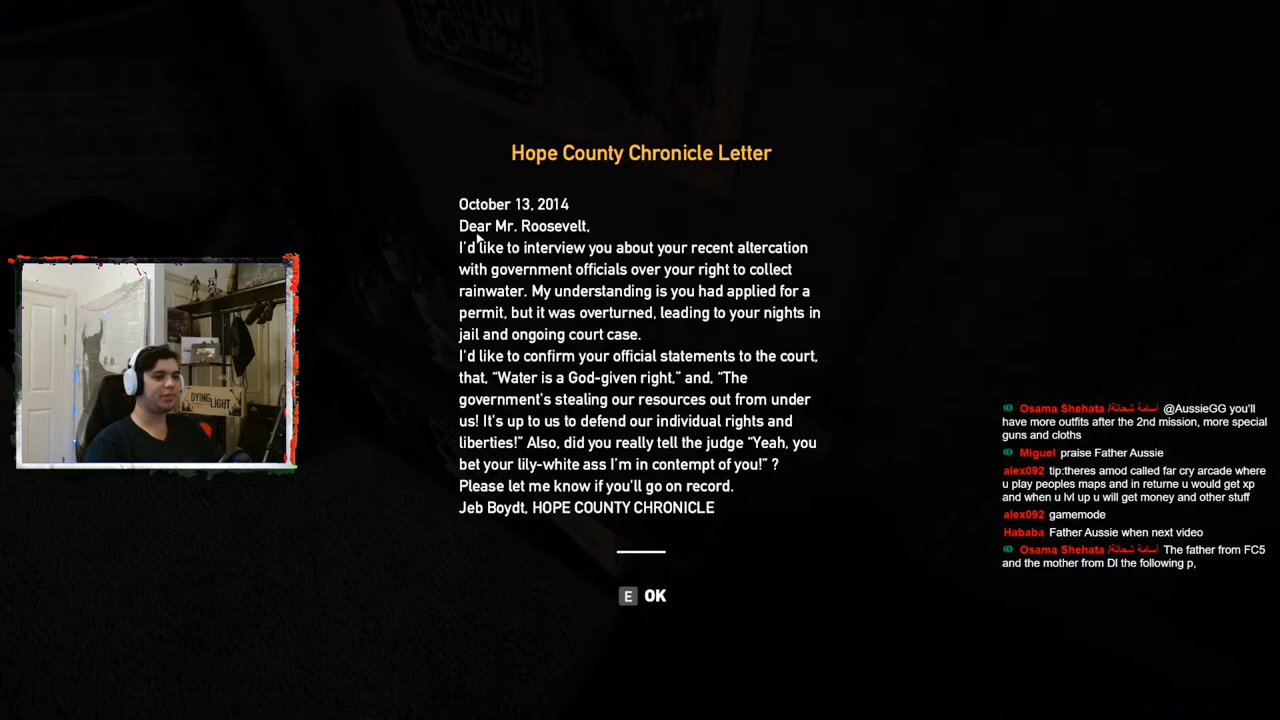 Hope County Chronicle Letter
October 13, 2014
Dear Mr. Roosevelt,
I'd like to interview you about your recent altercation
with government officials over your right to collect
rainwater. My understanding is you had applied for a
permit, but it was overturned, leading to your nights in
jail and ongoing court case.
I'd like to confirm your official statements to the court,
that, “Water is a God-given right,” and, “The
government's stealing our resources out from under
us! It's up to us to defend our individual rights and
liberties!” Also, did you really tell the judge “Yeah, you
bet your lily-white ass I'm in contempt of you!” ?
Please let me know if you'll go on record.
Jeb Boydt, HOPE COUNTY CHRONICLE
E OK
DYING
LIGHT
Osama Shehata /أسامة شحاتة @AussieGG you'll
have more outfits after the 2nd mission, more special
guns and cloths
Miguel praise Father Aussie
alex092 tip:theres amod called far cry arcade where
u play peoples maps and in returne u would get xp
and when u lvl up u will get money and other stuff
alex092 gamemode
Hababa Father Aussie when next video
Osama Shehata /أسامة شحاتة The father from FC5
and the mother from Dl the following p,